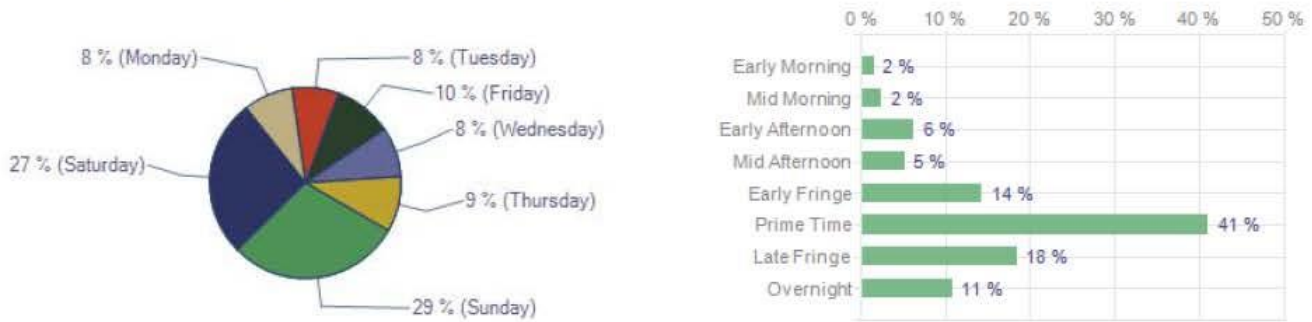 8 % (Monday)
8 % (Tuesday)
10 % (Friday)
8 % (Wednesday)
27 % (Saturday)
9 % (Thursday)
29 % (Sunday)
0 % 10 % 20 % 30 % 40 % 50 %
Early Morning 2 %
Mid Morning 2 %
Early Afternoon 6 %
Mid Afternoon 5 %
Early Fringe 14 %
Prime Time 41 %
Late Fringe 18 %
Overnight 11 %